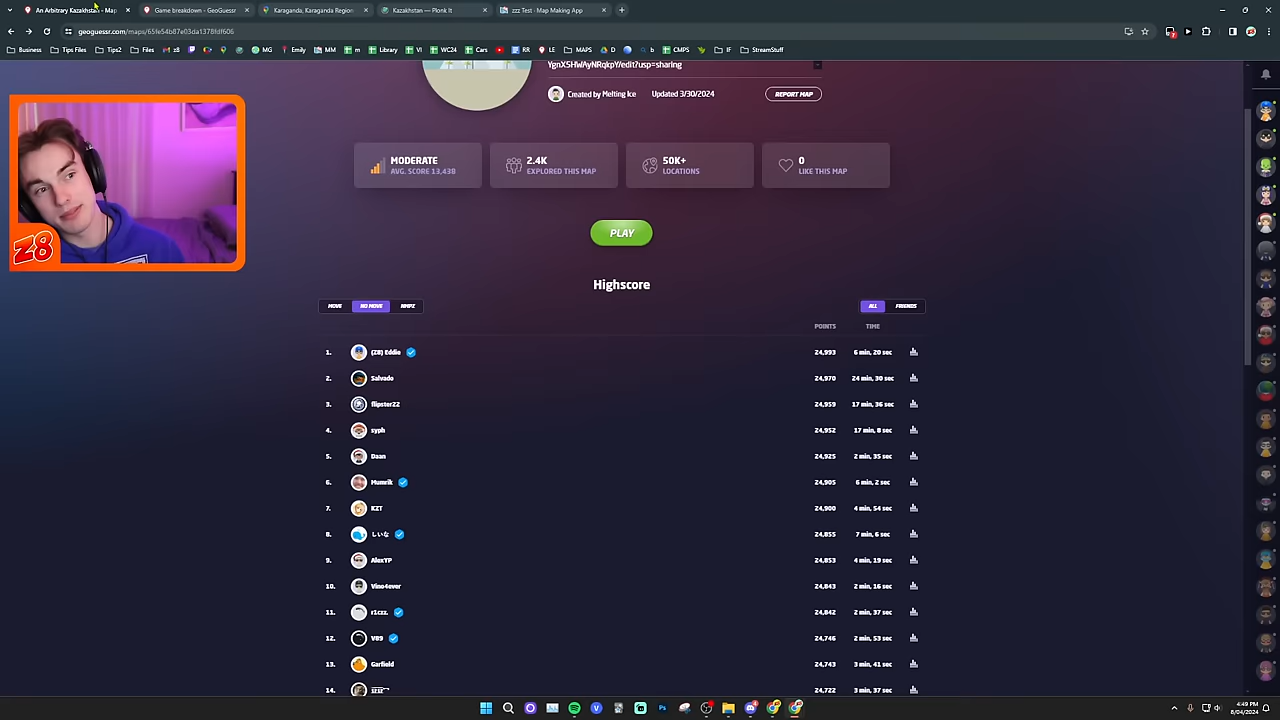 An Arbitrary Kazakhstan - Map
Game breakdown - GeoGuessr
Karaganda, Karaganda Region
Kazakhstan — Plonk It
zzz Test - Map Making App
geoguessr.com/maps/65fe54b87e03da1378fdf606
Business
Tips Files
Tips2
Files
z8
MG
Emily
MM
m
Library
VI
WC24
Cars
RR
LE
MAPS
D
b
CMPS
IF
StreamStuff
YgnX5HWAyNRqkpY/edit?usp=sharing
Created by Melting Ice
Updated 3/30/2024
REPORT MAP
MODERATE
AVG. SCORE 13,438
2.4K
EXPLORED THIS MAP
50K+
LOCATIONS
0
LIKE THIS MAP
Z8
PLAY
Highscore
MOVE
NO MOVE
NMPZ
ALL
FRIENDS
POINTS
TIME
1. (Z8) Eddie 24,993 6 min, 20 sec
2. Salvado 24,970 24 min, 30 sec
3. flipster22 24,959 17 min, 36 sec
4. syph 24,952 17 min, 8 sec
5. Daan 24,925 2 min, 35 sec
6. Mumrik 24,905 6 min, 2 sec
7. KZT 24,900 4 min, 54 sec
8. しいな 24,855 7 min, 6 sec
9. AlexYP 24,853 4 min, 19 sec
10. Vino4ever 24,843 2 min, 16 sec
11. r1czz. 24,842 2 min, 37 sec
12. V89 24,746 2 min, 53 sec
13. Garfield 24,743 3 min, 41 sec
14. 24,722 3 min, 37 sec
4:49 PM
8/04/2024